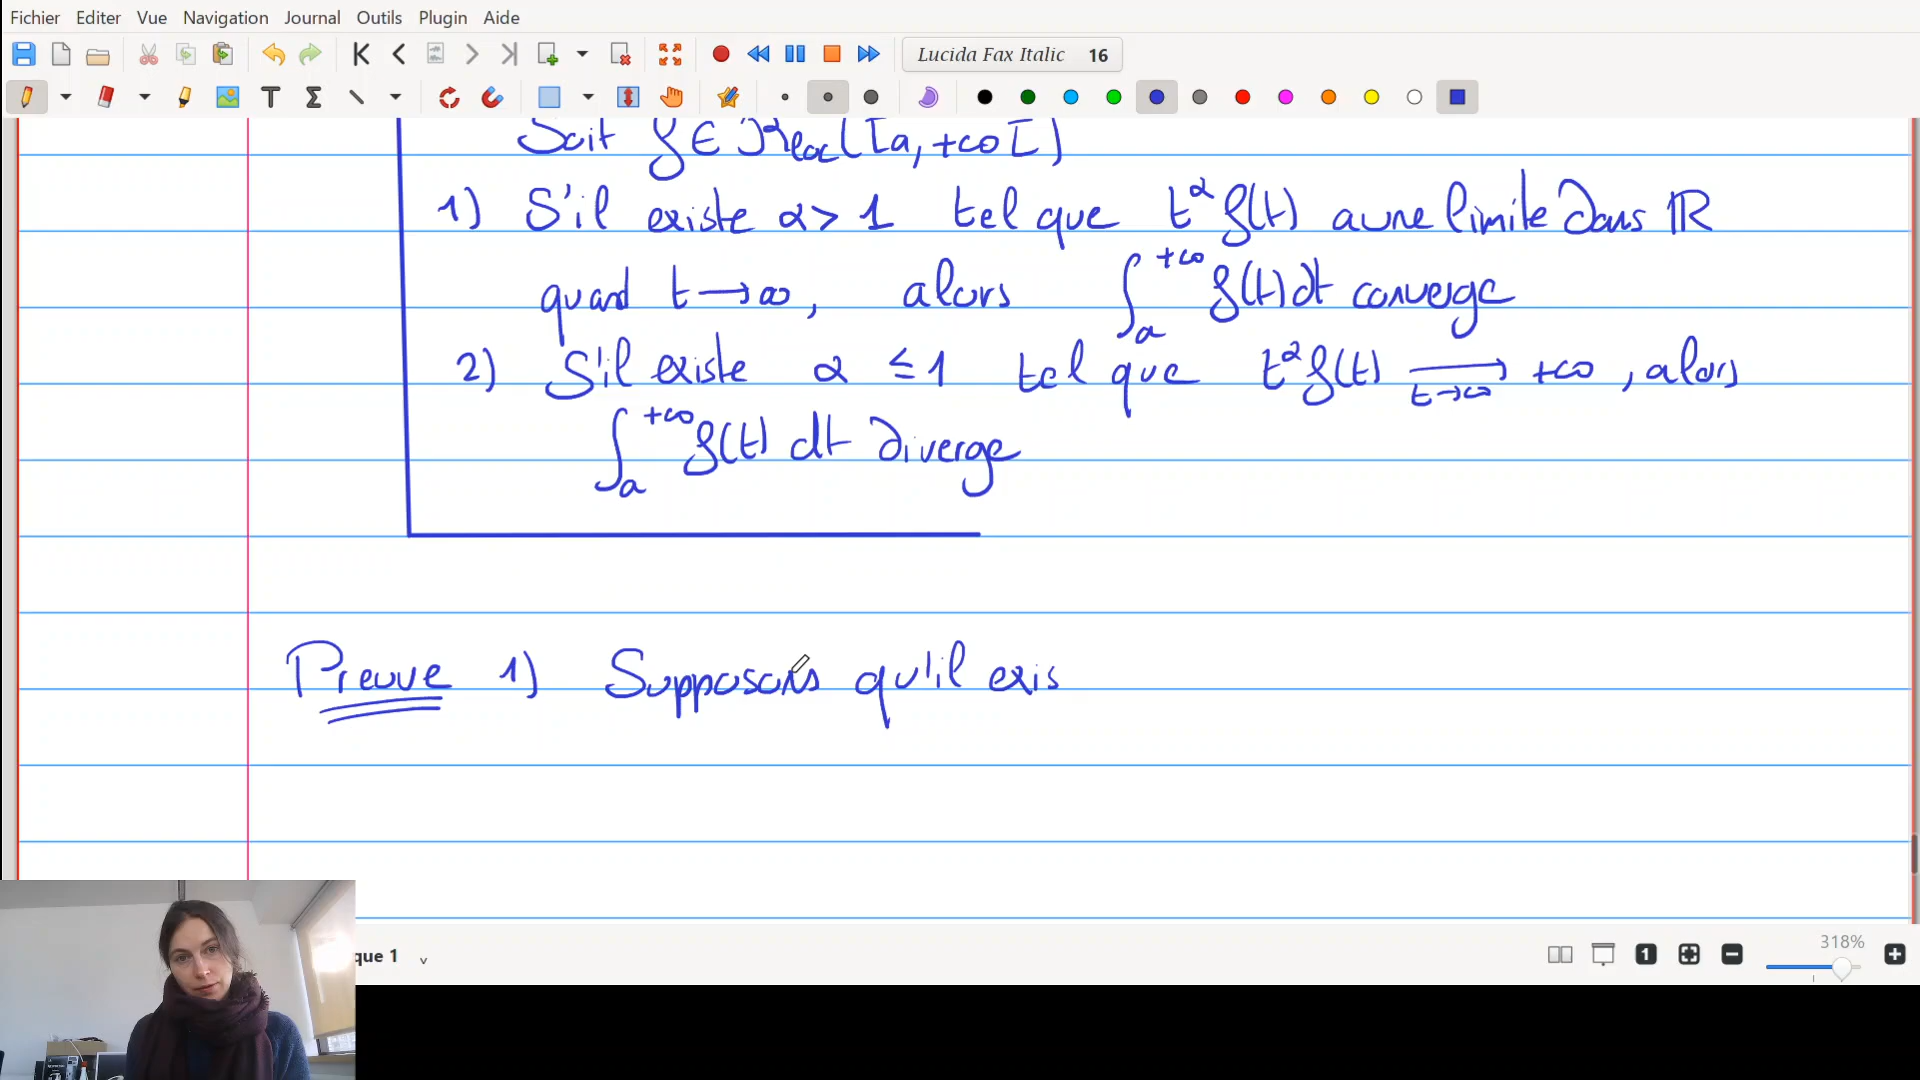 Fichier Editer Vue Navigation Journal Outils Plugin Aide
Lucida Fax Italic 16
Soit f ∈ R_loc([a, +∞[)
1) S'il existe α > 1 tel que t^α f(t) a une limite dans ℝ
quand t → ∞, alors ∫_a^{+∞} f(t) dt converge
2) S'il existe α ≤ 1 tel que t^α f(t) ⟶_{t→∞} +∞, alors
∫_a^{+∞} f(t) dt diverge
Preuve 1) Supposons qu'il exis
que 1
318%